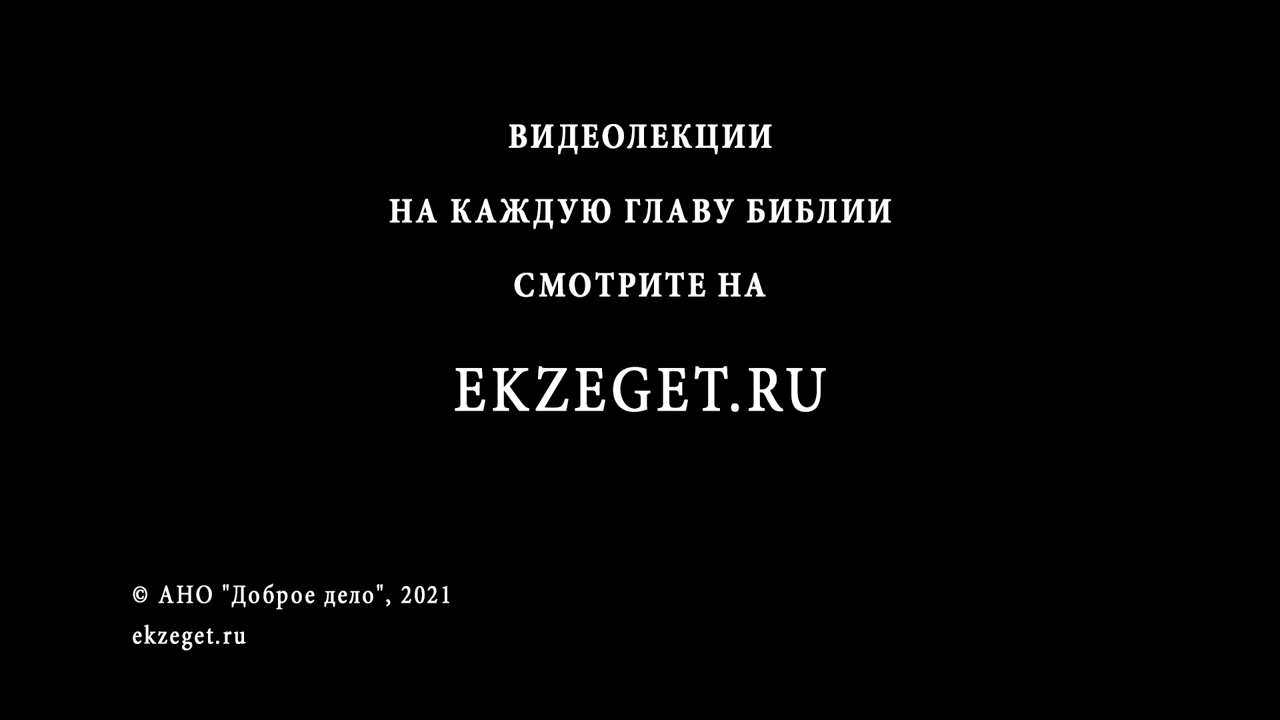 ВИДЕОЛЕКЦИИ
НА КАЖДУЮ ГЛАВУ БИБЛИИ
СМОТРИТЕ НА
EKZEGET.RU
© АНО "Доброе дело", 2021
ekzeget.ru